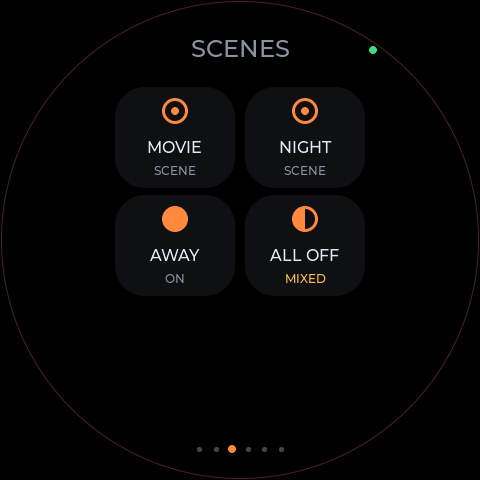 SCENES
MOVIE
SCENE
NIGHT
SCENE
AWAY
ON
ALL OFF
MIXED